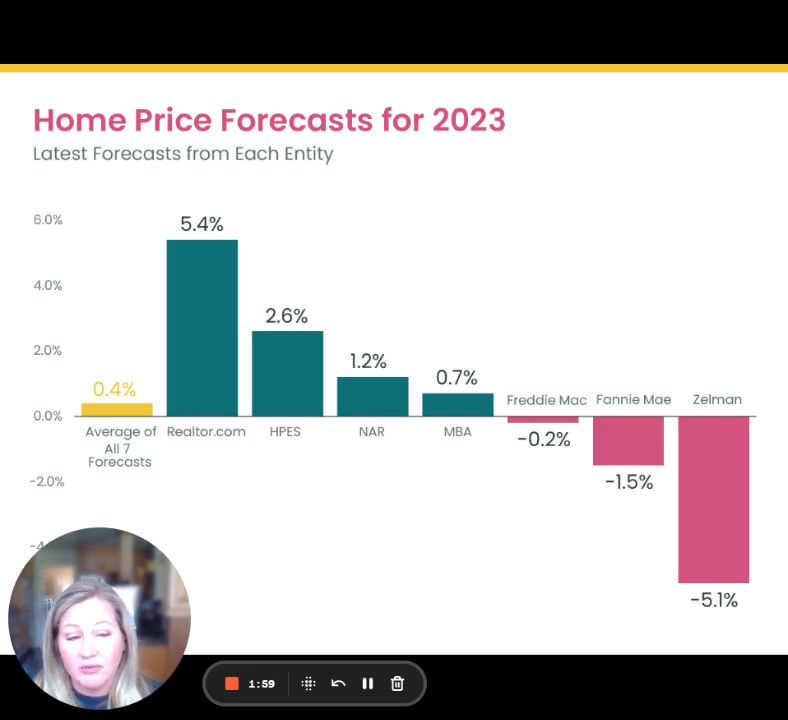 Home Price Forecasts for 2023
Latest Forecasts from Each Entity
6.0%
4.0%
2.0%
0.0%
-2.0%
0.4%
5.4%
2.6%
1.2%
0.7%
Freddie Mac Fannie Mae Zelman
Average of Realtor.com HPES NAR MBA
All 7
Forecasts
-0.2%
-1.5%
-5.1%
1:59